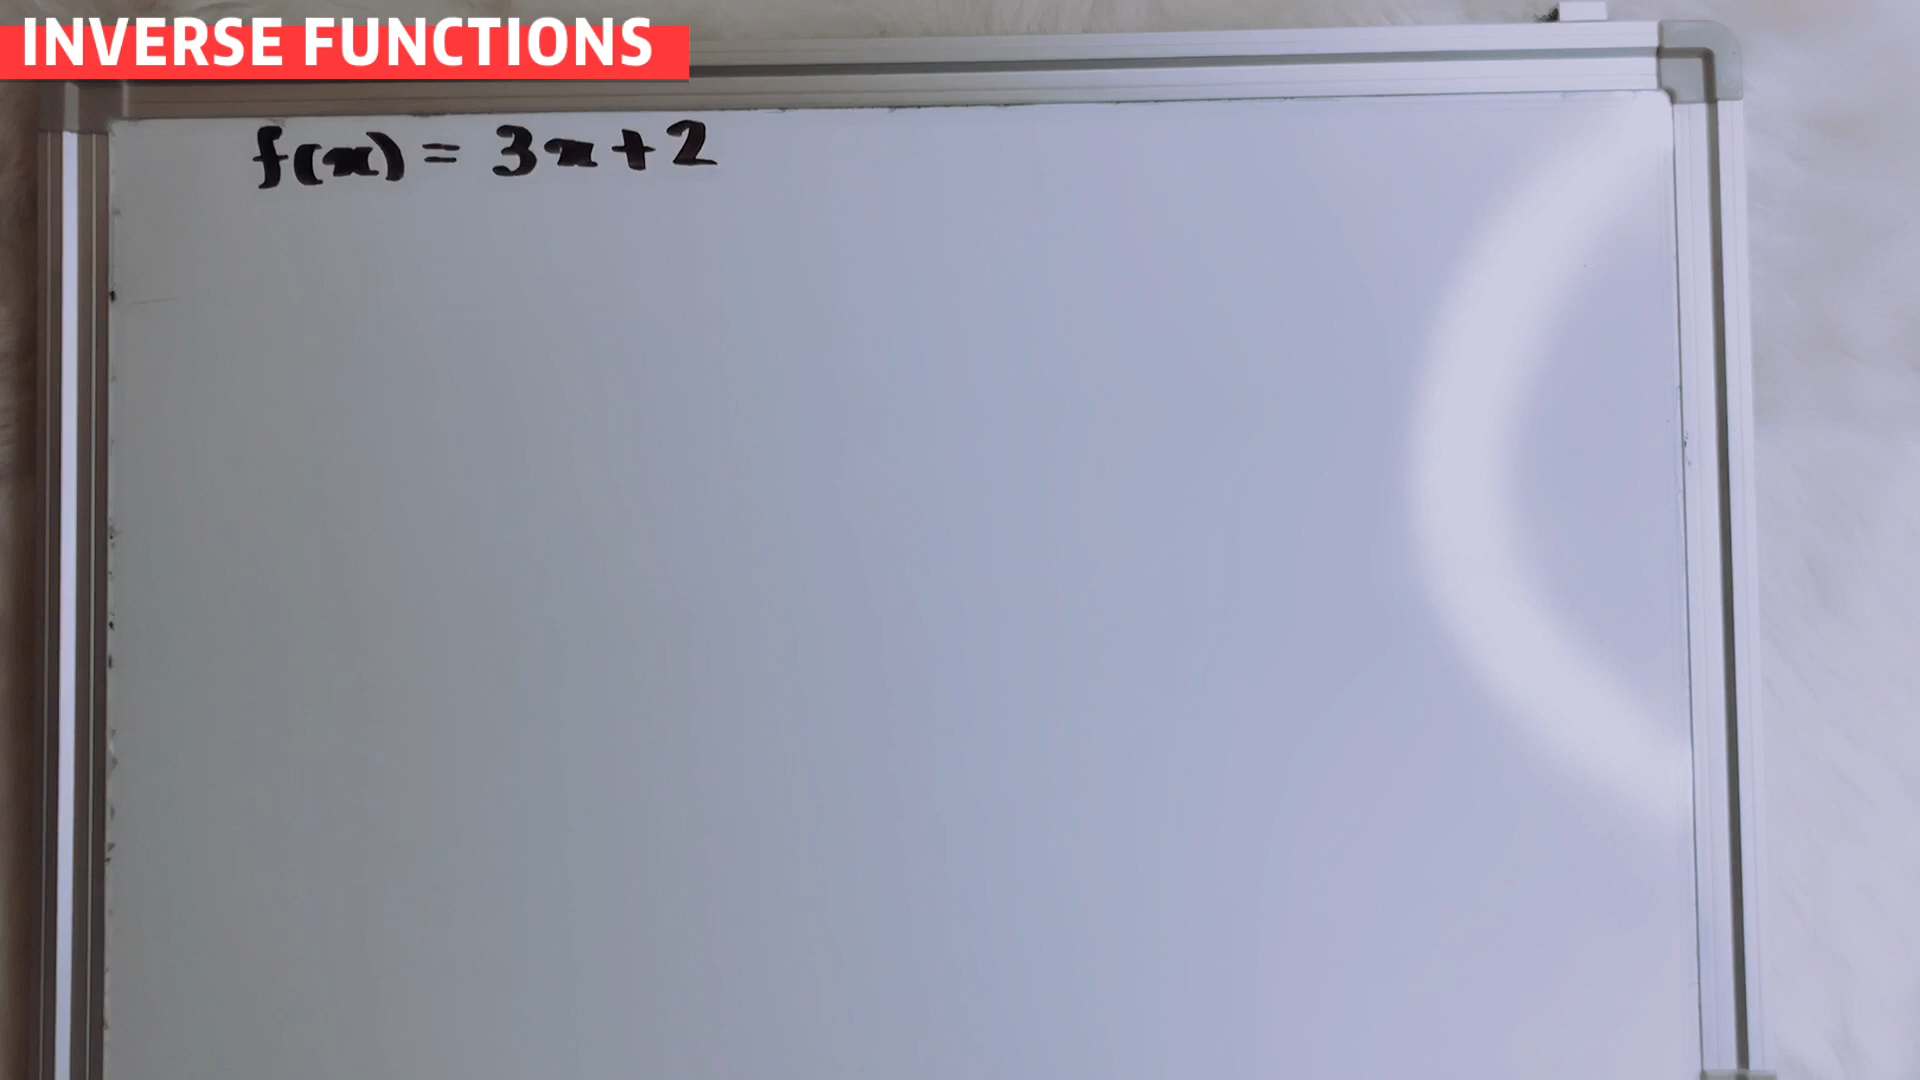 INVERSE FUNCTIONS
f(x) = 3x + 2